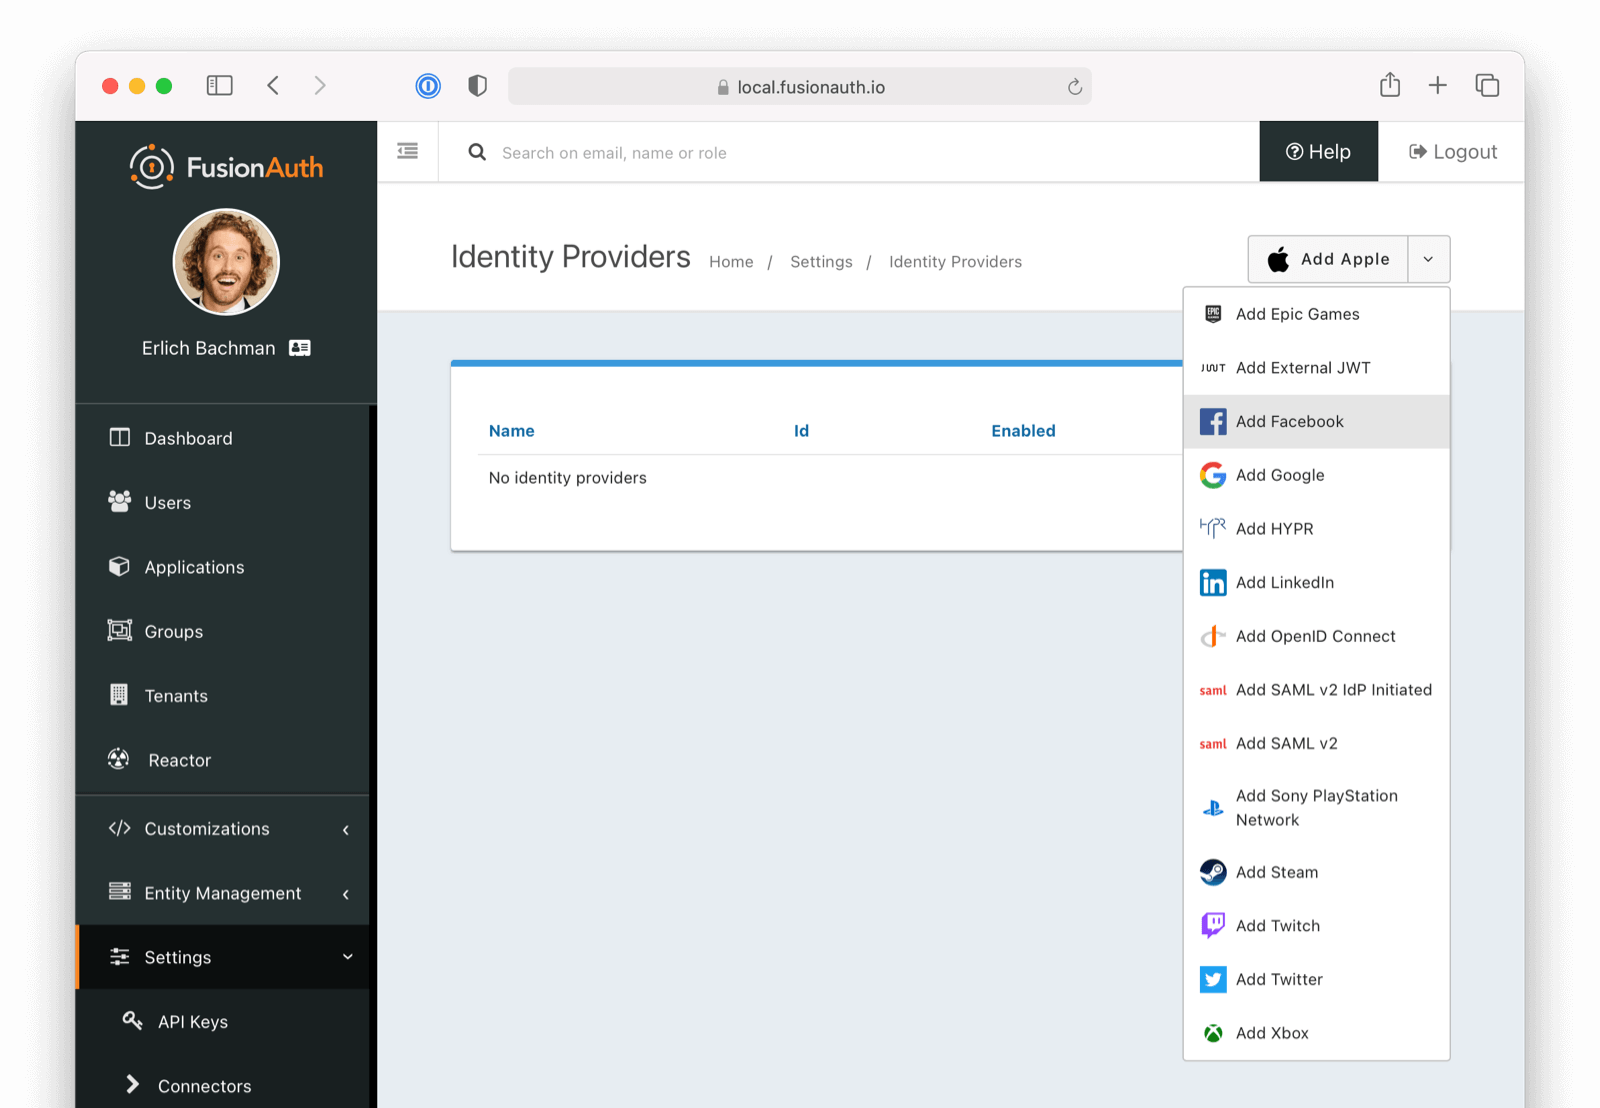 local.fusionauth.io
FusionAuth
Search on email, name or role
Help
Logout
Erlich Bachman
Identity Providers
Home / Settings / Identity Providers
Add Apple
Add Epic Games
JWT Add External JWT
Add Facebook
Add Google
HYPR Add HYPR
in Add LinkedIn
Add OpenID Connect
saml Add SAML v2 IdP Initiated
saml Add SAML v2
Add Sony PlayStation
Network
Add Steam
Add Twitch
Add Twitter
Add Xbox
Name Id Enabled
No identity providers
Dashboard
Users
Applications
Groups
Tenants
Reactor
Customizations
Entity Management
Settings
API Keys
Connectors